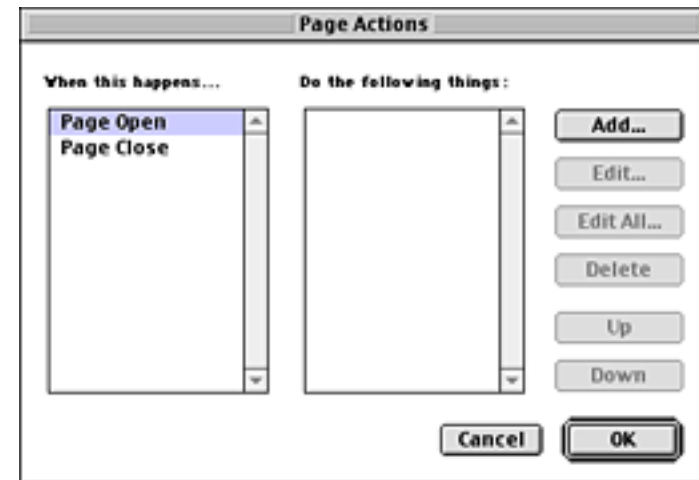 Page Actions
When this happens...
Do the following things:
Page Open
Page Close
Add...
Edit...
Edit All...
Delete
Up
Down
Cancel
OK